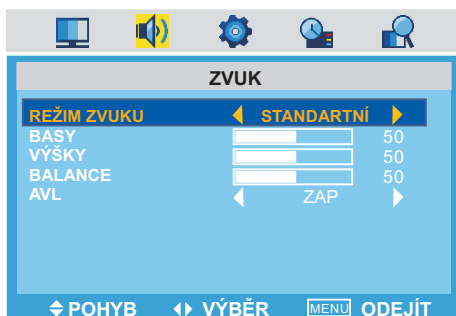 ZVUK
REŽIM ZVUKU STANDARTNÍ
BASY 50
VÝŠKY 50
BALANCE 50
AVL ZAP
POHYB VÝBĚR MENU ODEJÍT